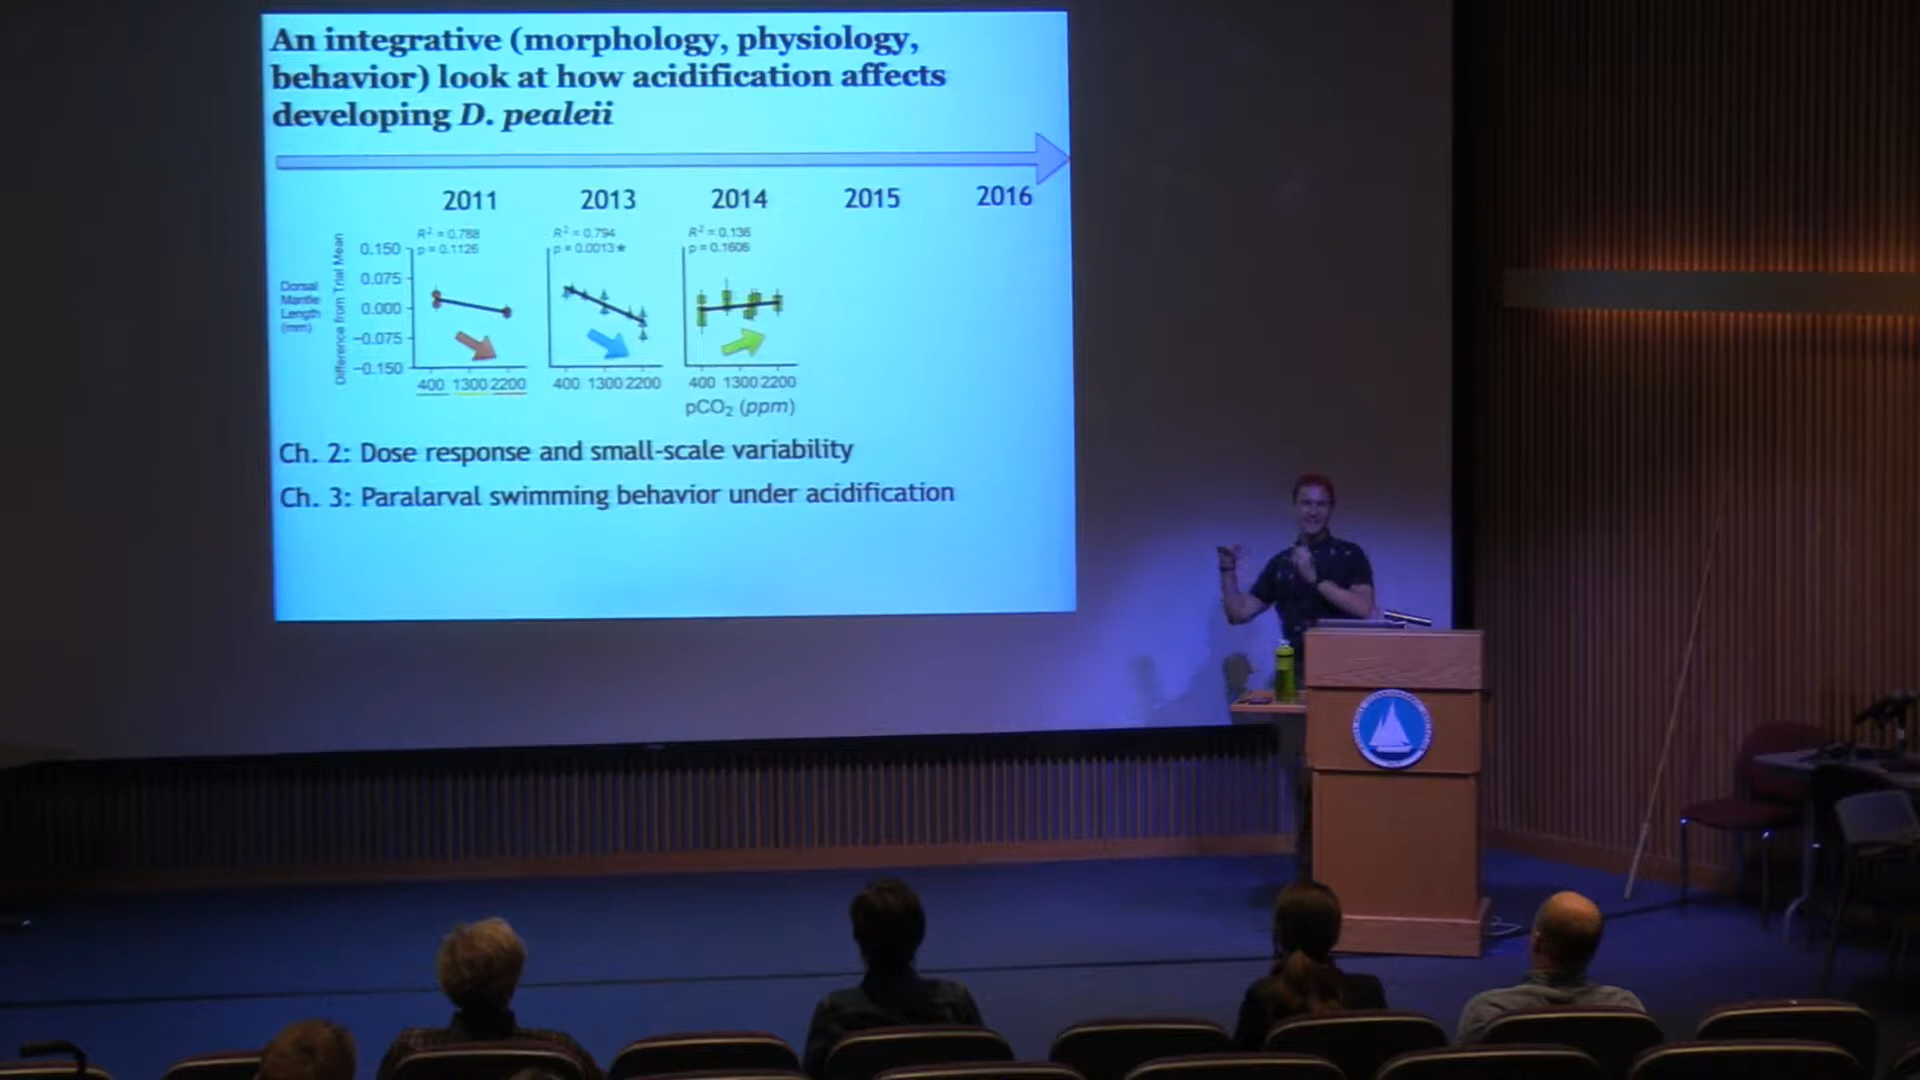 An integrative (morphology, physiology,
behavior) look at how acidification affects
developing D. pealeii
2011 2013 2014 2015 2016
R² = 0.788
p = 0.1126
R² = 0.794
p = 0.0013*
R² = 0.136
p = 0.1606
Dorsal
Mantle
Length
(mm)
Difference from Trial Mean
0.150
0.075
0.000
−0.075
−0.150
400 1300 2200
400 1300 2200
400 1300 2200
pCO₂ (ppm)
Ch. 2: Dose response and small-scale variability
Ch. 3: Paralarval swimming behavior under acidification